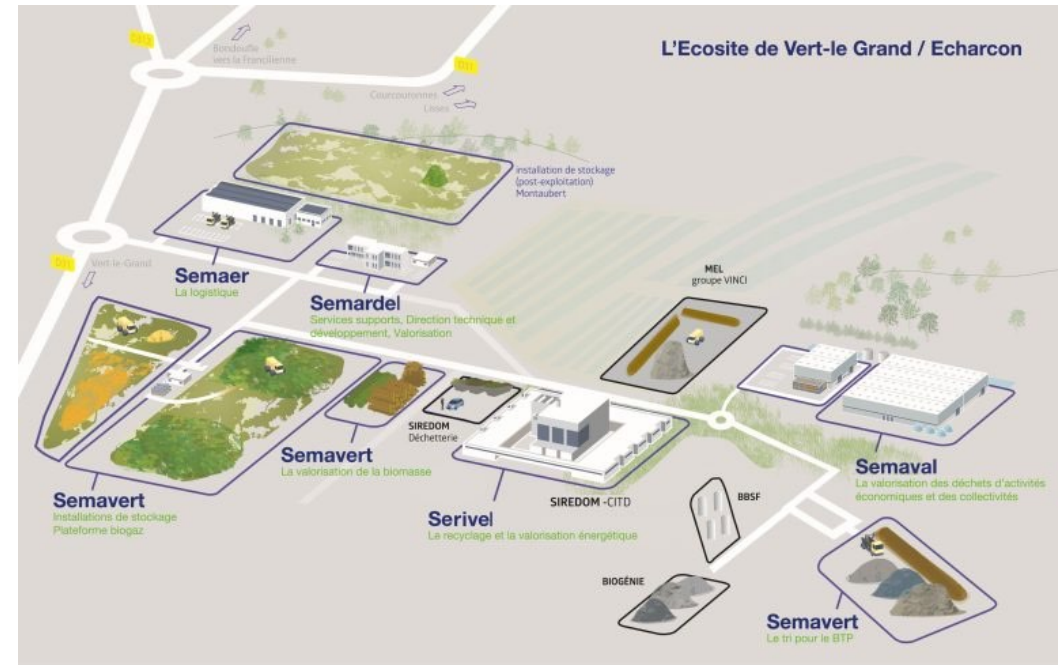 L'Ecosite de Vert-le Grand / Echarcon
Bondoufle
vers la Francilienne
D31
Courcouronnes
Lisses
installation de stockage
(post-exploitation)
Montaubert
Vert-le-Grand
D31
Semaer
La logistique
Semardel
Services supports, Direction technique et
développement, Valorisation
MEL
groupe VINCI
SIREDOM
Déchetterie
Semavert
La valorisation de la biomasse
Semaval
La valorisation des déchets d'activités
économiques et des collectivités
Semavert
Installations de stockage
Plateforme biogaz
SIREDOM -CITD
BBSF
Serivel
Le recyclage et la valorisation énergétique
BIOGÉNIE
Semavert
Le tri pour le BTP